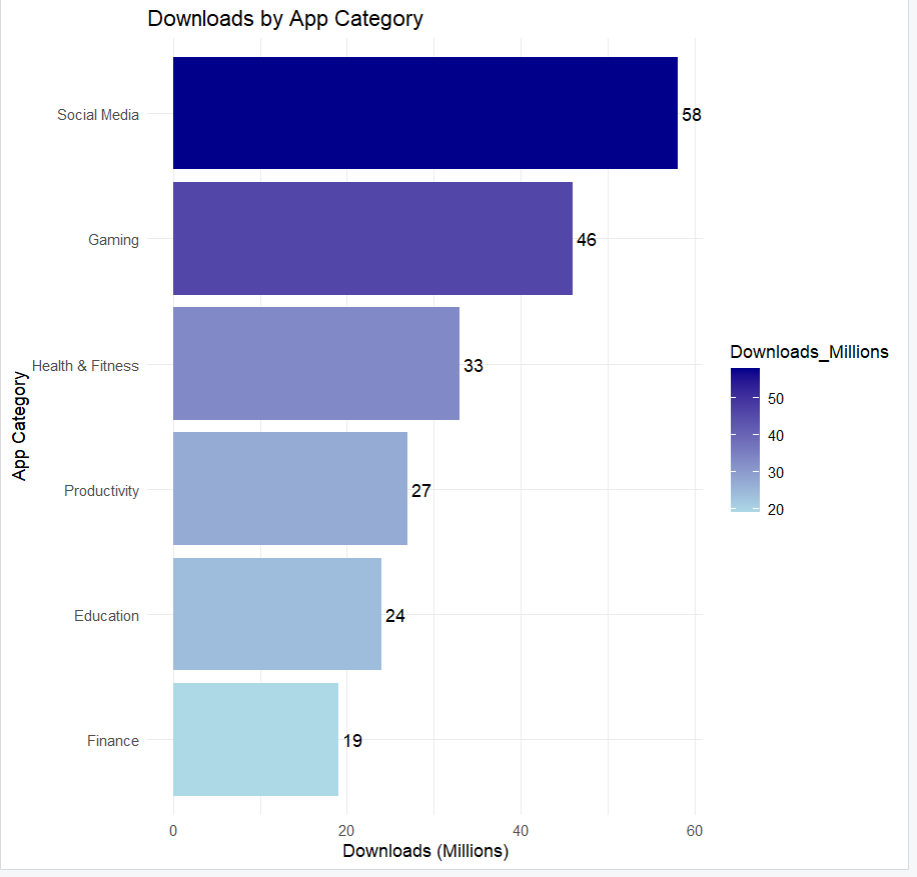 Downloads by App Category
App Category
Social Media
58
Gaming
46
Health & Fitness
33
Productivity
27
Education
24
Finance
19
0
20
40
60
Downloads (Millions)
Downloads_Millions
50
40
30
20